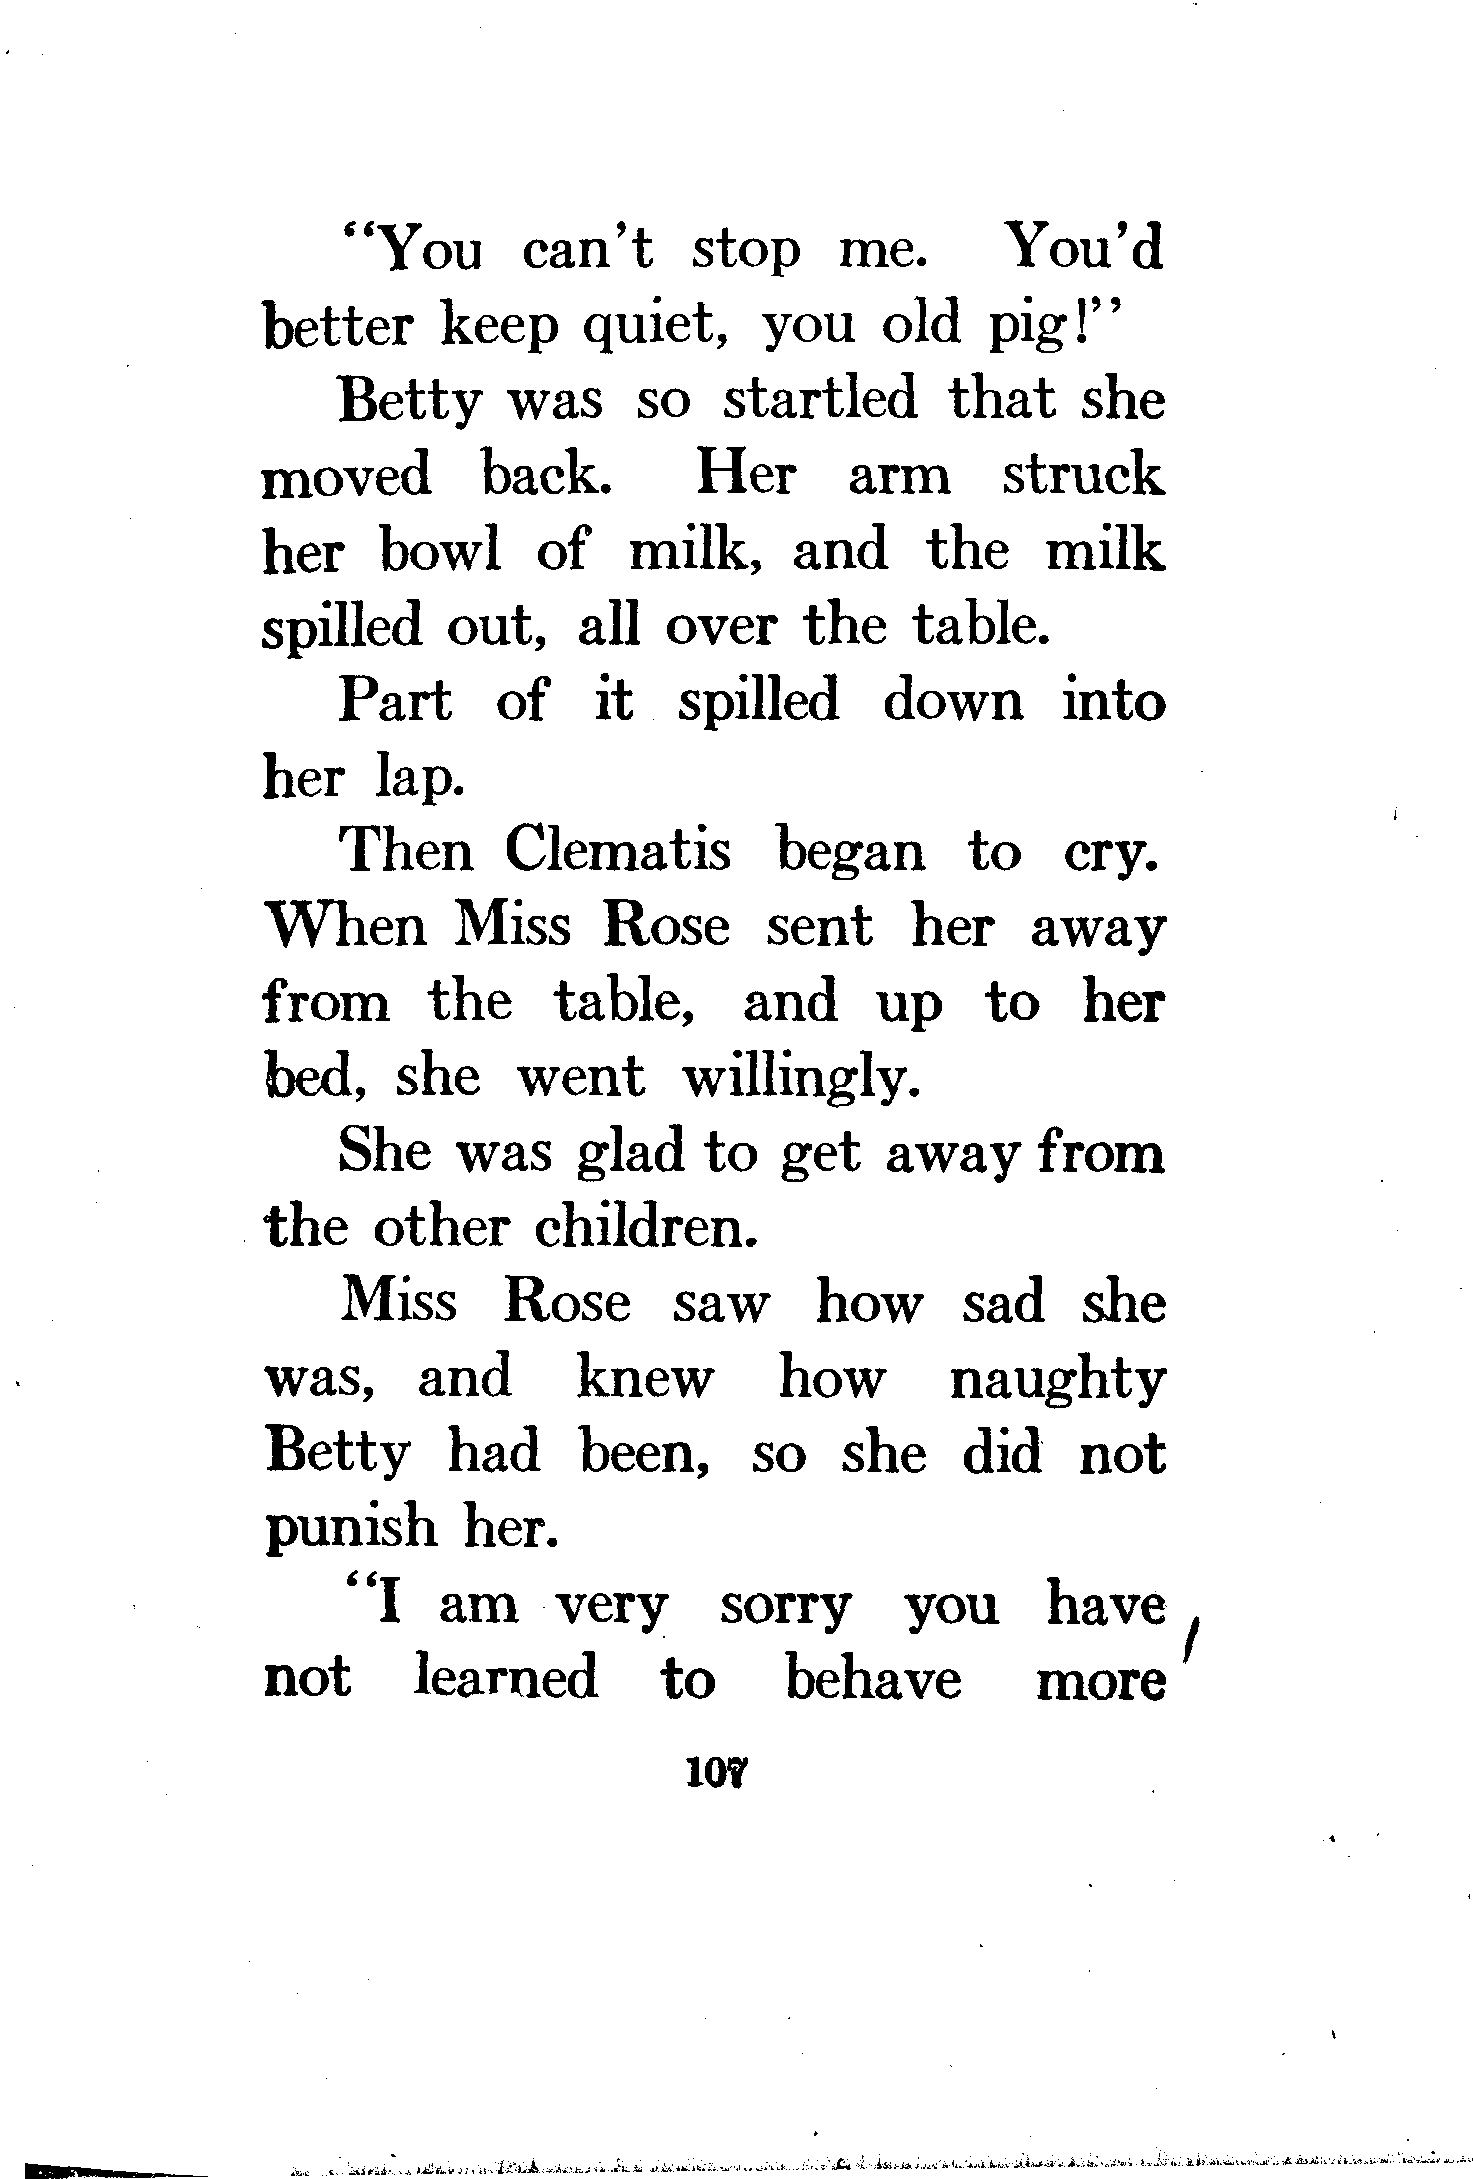 “You can’t stop me. You’d
better keep quiet, you old pig!”
Betty was so startled that she
moved back. Her arm struck
her bowl of milk, and the milk
spilled out, all over the table.
Part of it spilled down into
her lap.
Then Clematis began to cry.
When Miss Rose sent her away
from the table, and up to her
bed, she went willingly.
She was glad to get away from
the other children.
Miss Rose saw how sad she
was, and knew how naughty
Betty had been, so she did not
punish her.
“I am very sorry you have
not learned to behave more
107